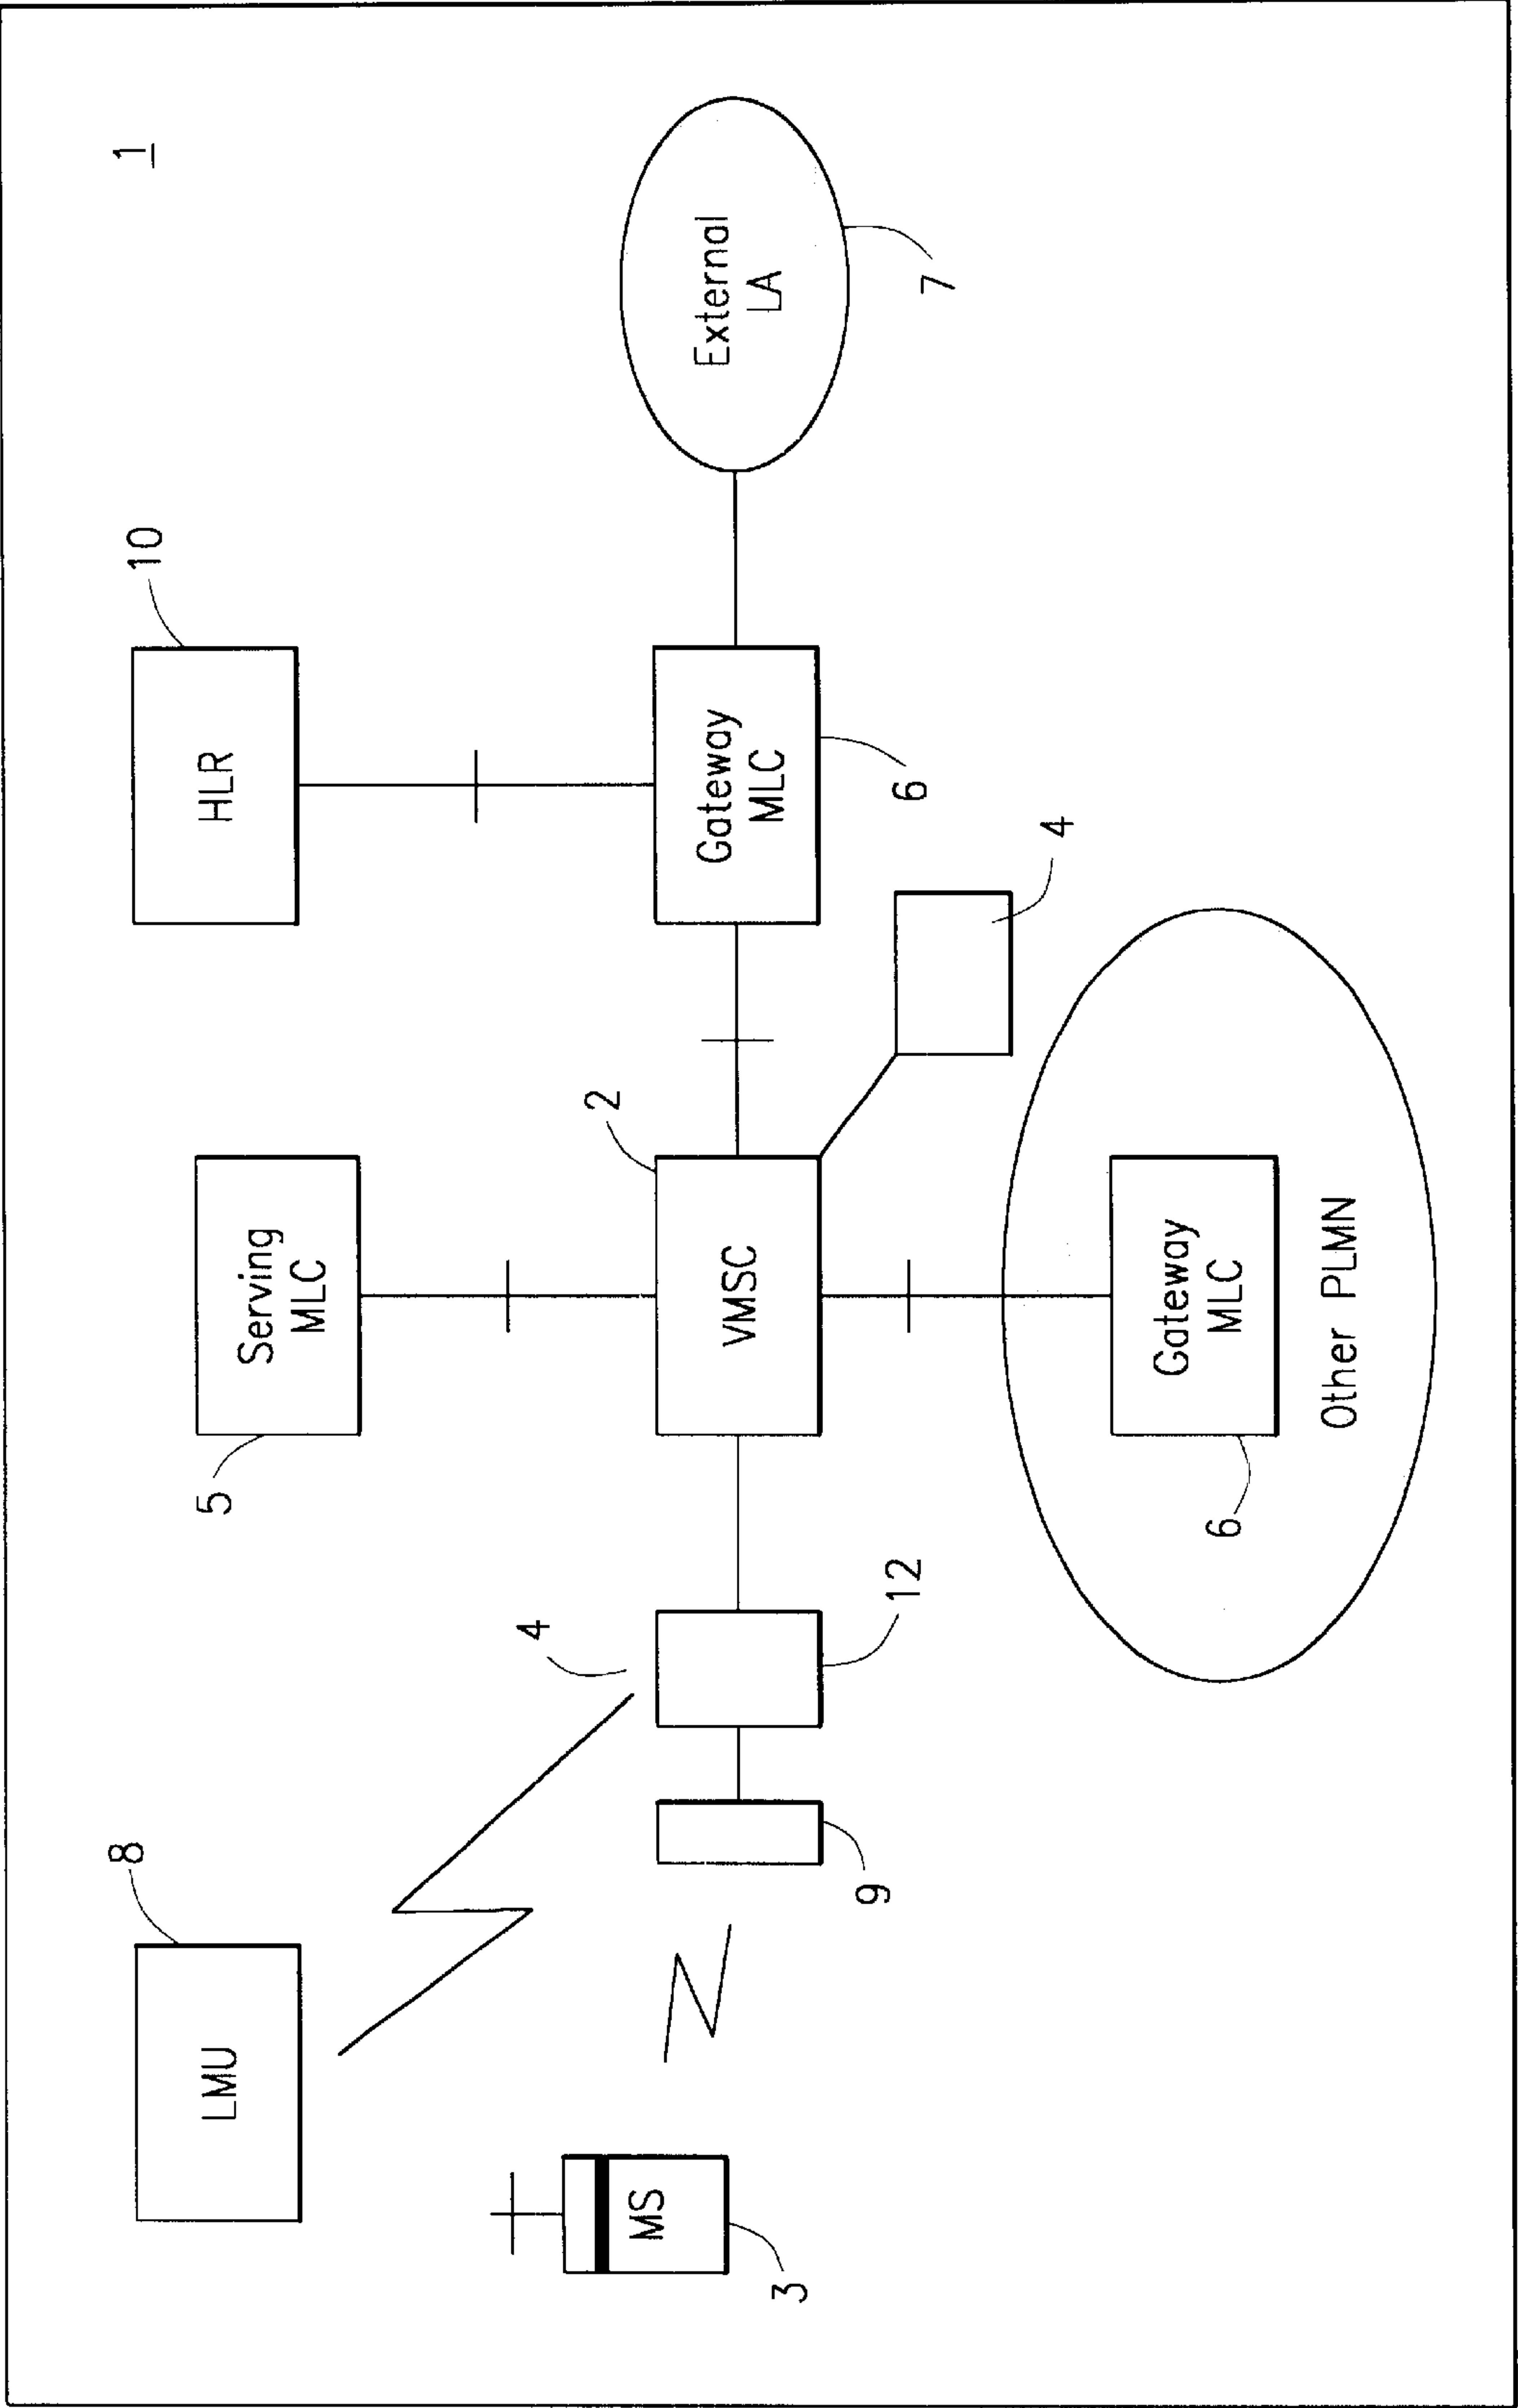 8
10
1
LMU
5
HLR
Serving
MLC
4
2
MS
VMSC
Gateway
MLC
External
LA
3
9
12
6
7
4
Gateway
MLC
6
Other PLMN